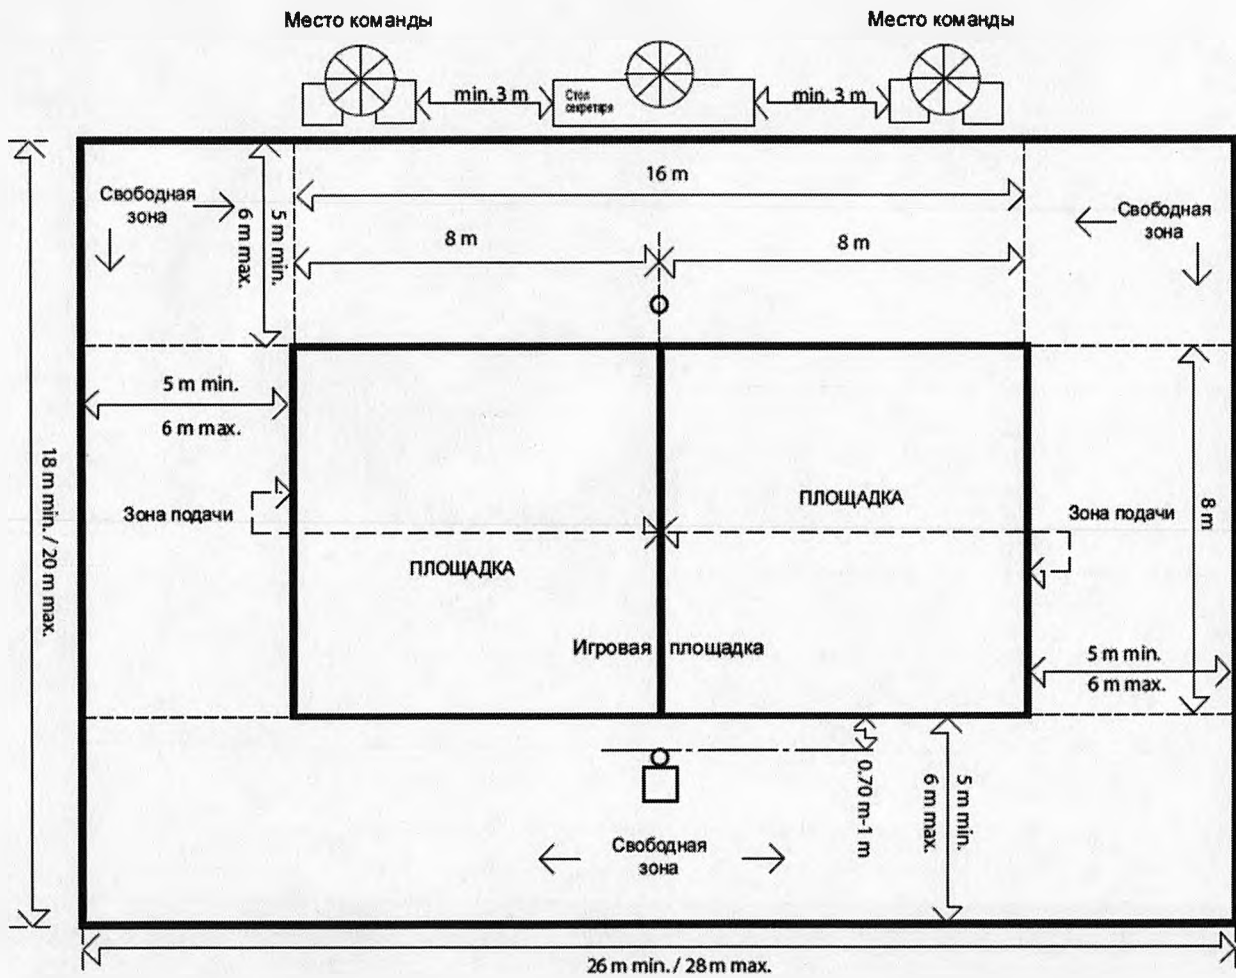 Место команды
Место команды
min. 3 m
Стол
секретаря
min. 3 m
16 m
Свободная
зона
5 m min.
6 m max.
8 m
8 m
Свободная
зона
5 m min.
6 m max.
18 m min. / 20 m max.
Зона подачи
ПЛОЩАДКА
ПЛОЩАДКА
Зона подачи
8 m
Игровая площадка
5 m min.
6 m max.
0.70 m-1 m
5 m min.
6 m max.
Свободная
зона
26 m min. / 28 m max.